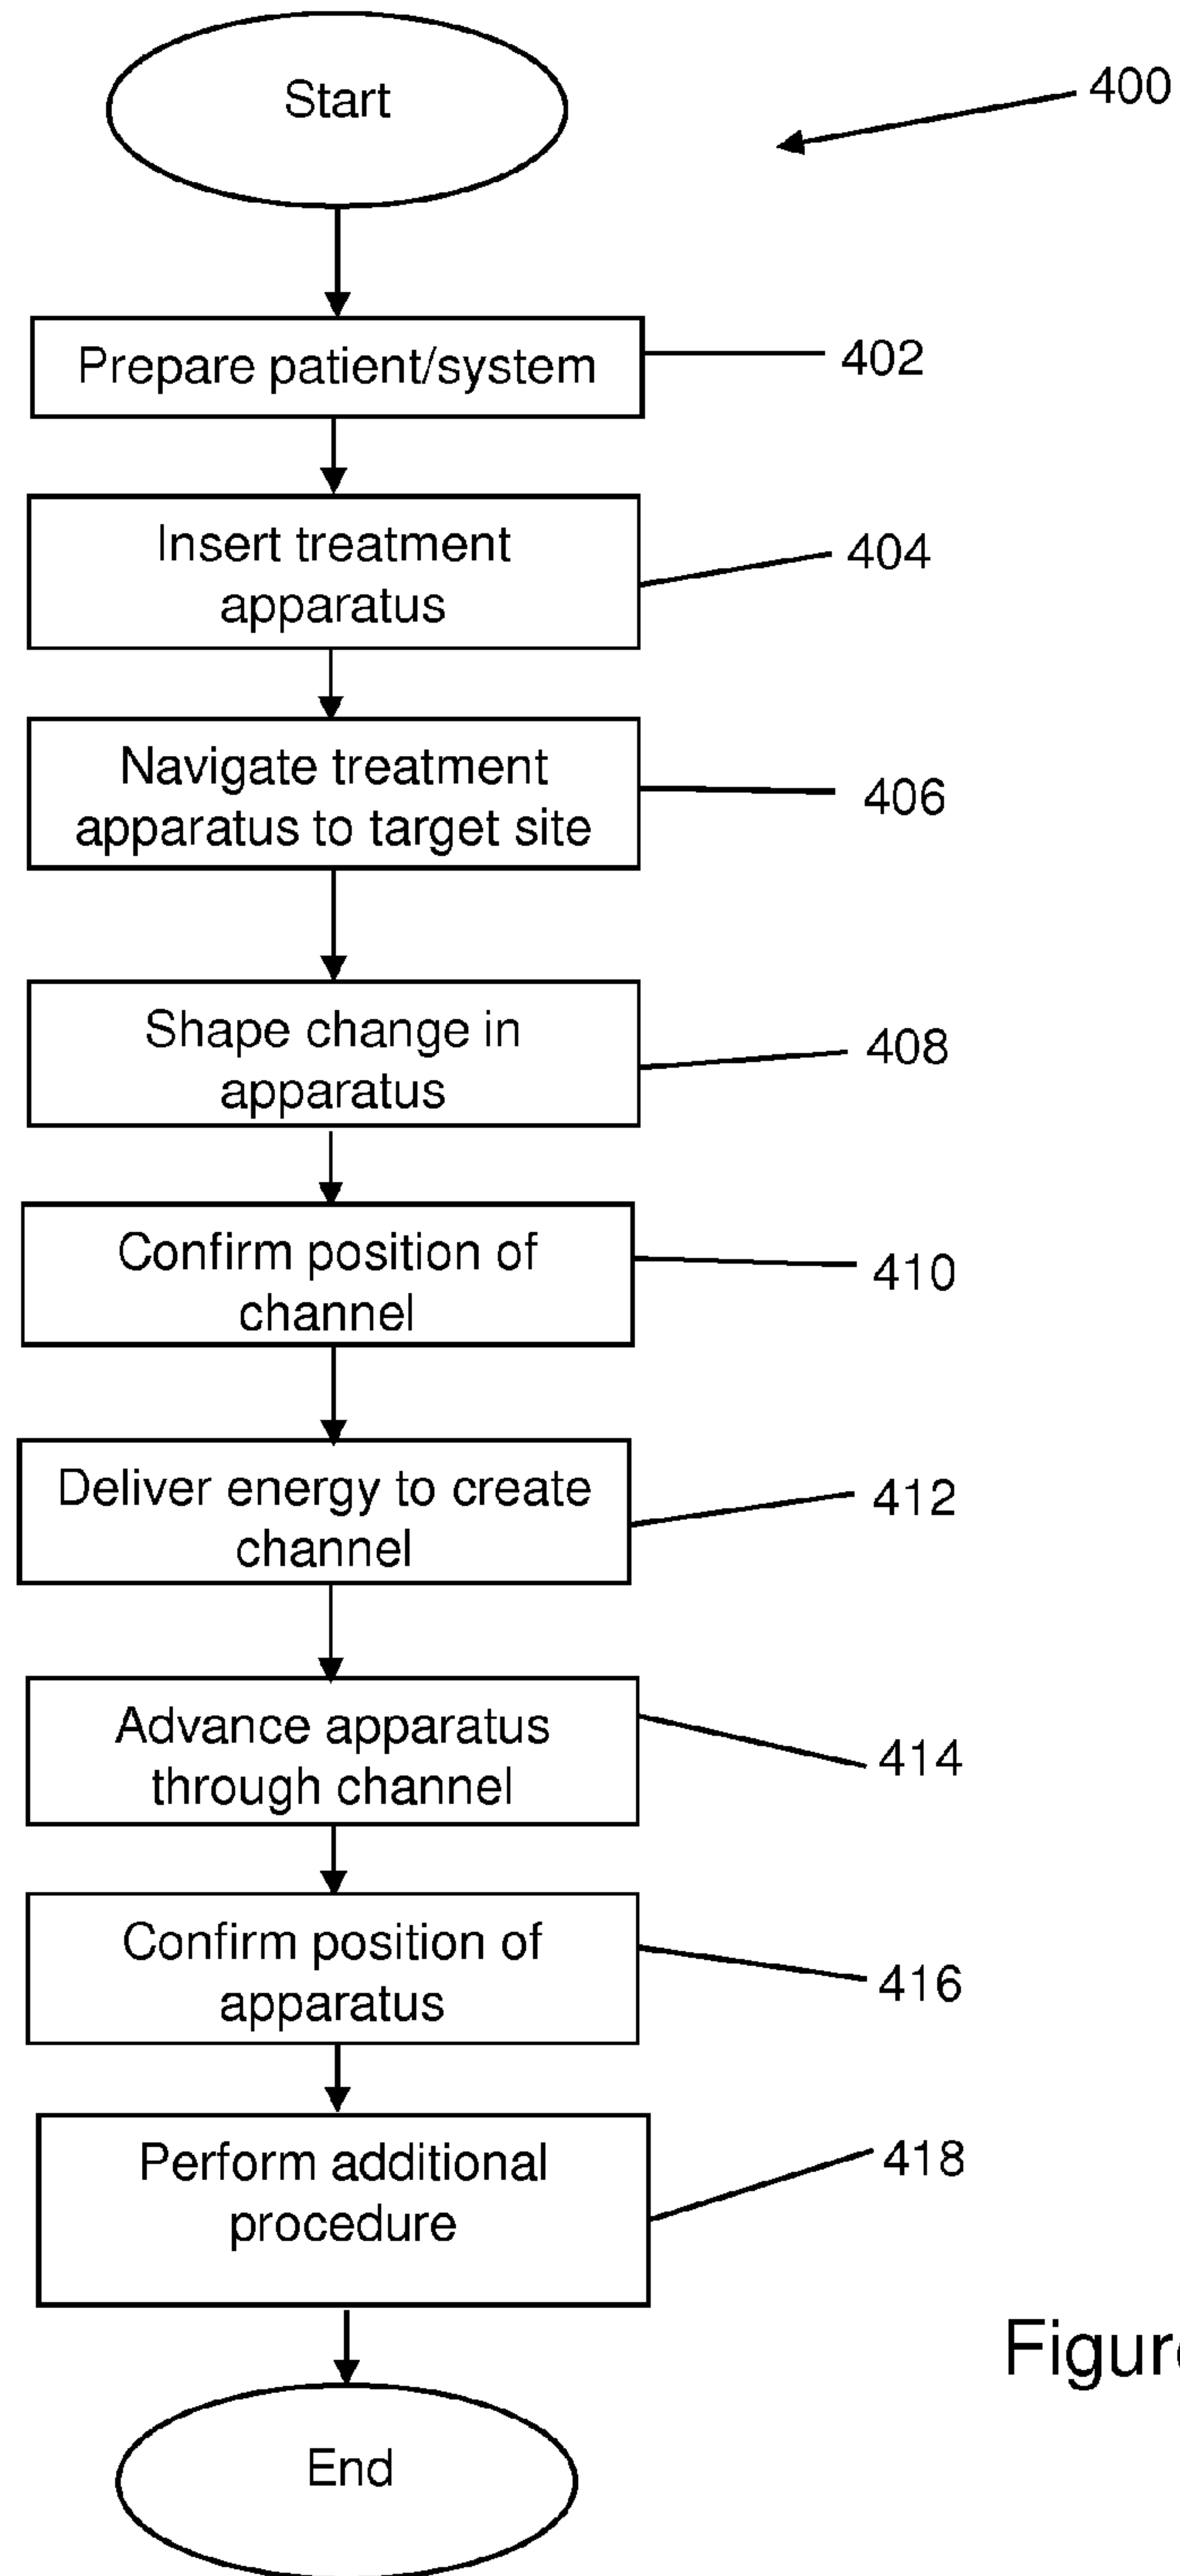 Start
400
Prepare patient/system
402
Insert treatment
apparatus
404
Navigate treatment
apparatus to target site
406
Shape change in
apparatus
408
Confirm position of
channel
410
Deliver energy to create
channel
412
Advance apparatus
through channel
414
Confirm position of
apparatus
416
Perform additional
procedure
418
End